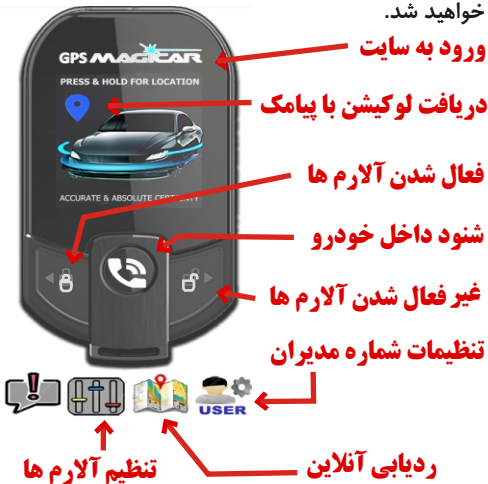 خواهید شد.
GPS MAGICAR
ورود به سایت
PRESS & HOLD FOR LOCATION
دریافت لوکیشن با پیامک
فعال شدن آلارم ها
ACCURATE & ABSOLUTE CERTAINTY
شنود داخل خودرو
غیر فعال شدن آلارم ها
تنظیمات شماره مدیران
USER
ردیابی آنلاین
تنظیم آلارم ها